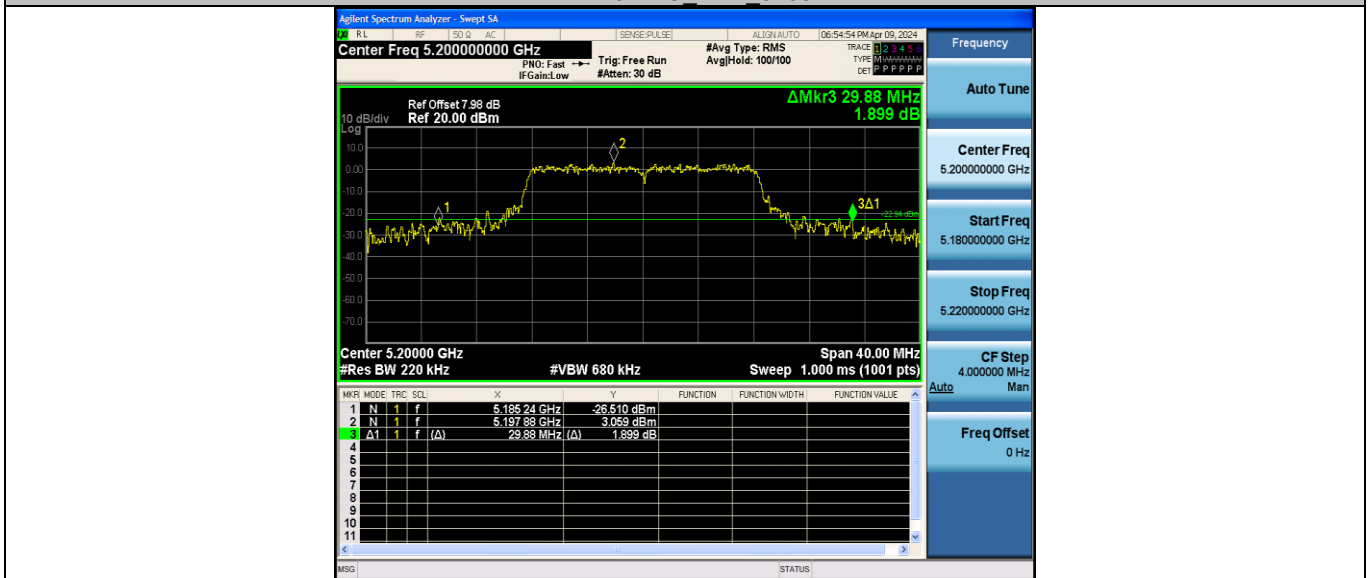 Agilent Spectrum Analyzer - Swept SA
RL RF 50 Ω AC SENSE:PULSE ALIGNAUTO 06:54:54 PM Apr 09, 2024
Center Freq 5.200000000 GHz #Avg Type: RMS TRACE 1 2 3 4 5 6
PNO: Fast Trig: Free Run Avg|Hold: 100/100 TYPE M
IFGain:Low #Atten: 30 dB DET P P P P P P
Frequency
Auto Tune
Center Freq
5.200000000 GHz
Start Freq
5.180000000 GHz
Stop Freq
5.220000000 GHz
CF Step
4.000000 MHz
Auto Man
Freq Offset
0 Hz
ΔMkr3 29.88 MHz
Ref Offset 7.98 dB
10 dB/div Ref 20.00 dBm 1.899 dB
Log
10.0
0.00
-10.0
-20.0
-30.0
-40.0
-50.0
-60.0
-70.0
1
2
3Δ1
-22.94 dBm
Center 5.20000 GHz Span 40.00 MHz
#Res BW 220 kHz #VBW 680 kHz Sweep 1.000 ms (1001 pts)
MKR MODE TRC SCL X Y FUNCTION FUNCTION WIDTH FUNCTION VALUE
1 N 1 f 5.185 24 GHz -26.510 dBm
2 N 1 f 5.197 88 GHz 3.059 dBm
3 Δ1 1 f (Δ) 29.88 MHz (Δ) 1.899 dB
4
5
6
7
8
9
10
11
MSG STATUS